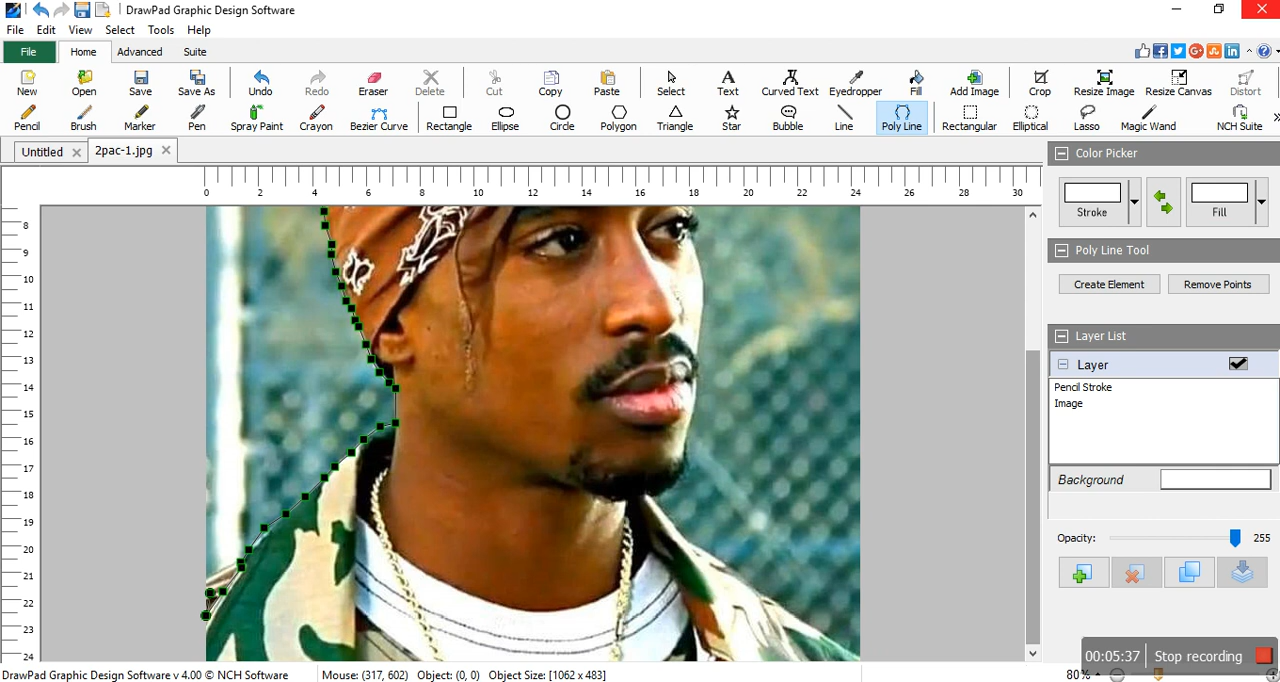 DrawPad Graphic Design Software
File Edit View Select Tools Help
File Home Advanced Suite
New Open Save Save As Undo Redo Eraser Delete Cut Copy Paste Select Text Curved Text Eyedropper Fill Add Image Crop Resize Image Resize Canvas Distort
Pencil Brush Marker Pen Spray Paint Crayon Bezier Curve Rectangle Ellipse Circle Polygon Triangle Star Bubble Line Poly Line Rectangular Elliptical Lasso Magic Wand NCH Suite
Untitled 2pac-1.jpg
0 2 4 6 8 10 12 14 16 18 20 22 24 26 28 30
8
9
10
11
12
13
14
15
16
17
18
19
20
21
22
23
24
Color Picker
Stroke Fill
Poly Line Tool
Create Element Remove Points
Layer List
Layer
Pencil Stroke
Image
Background
Opacity: 255
00:05:37 Stop recording
DrawPad Graphic Design Software v 4.00 © NCH Software Mouse: (317, 602) Object: (0, 0) Object Size: [1062 x 483] 80%